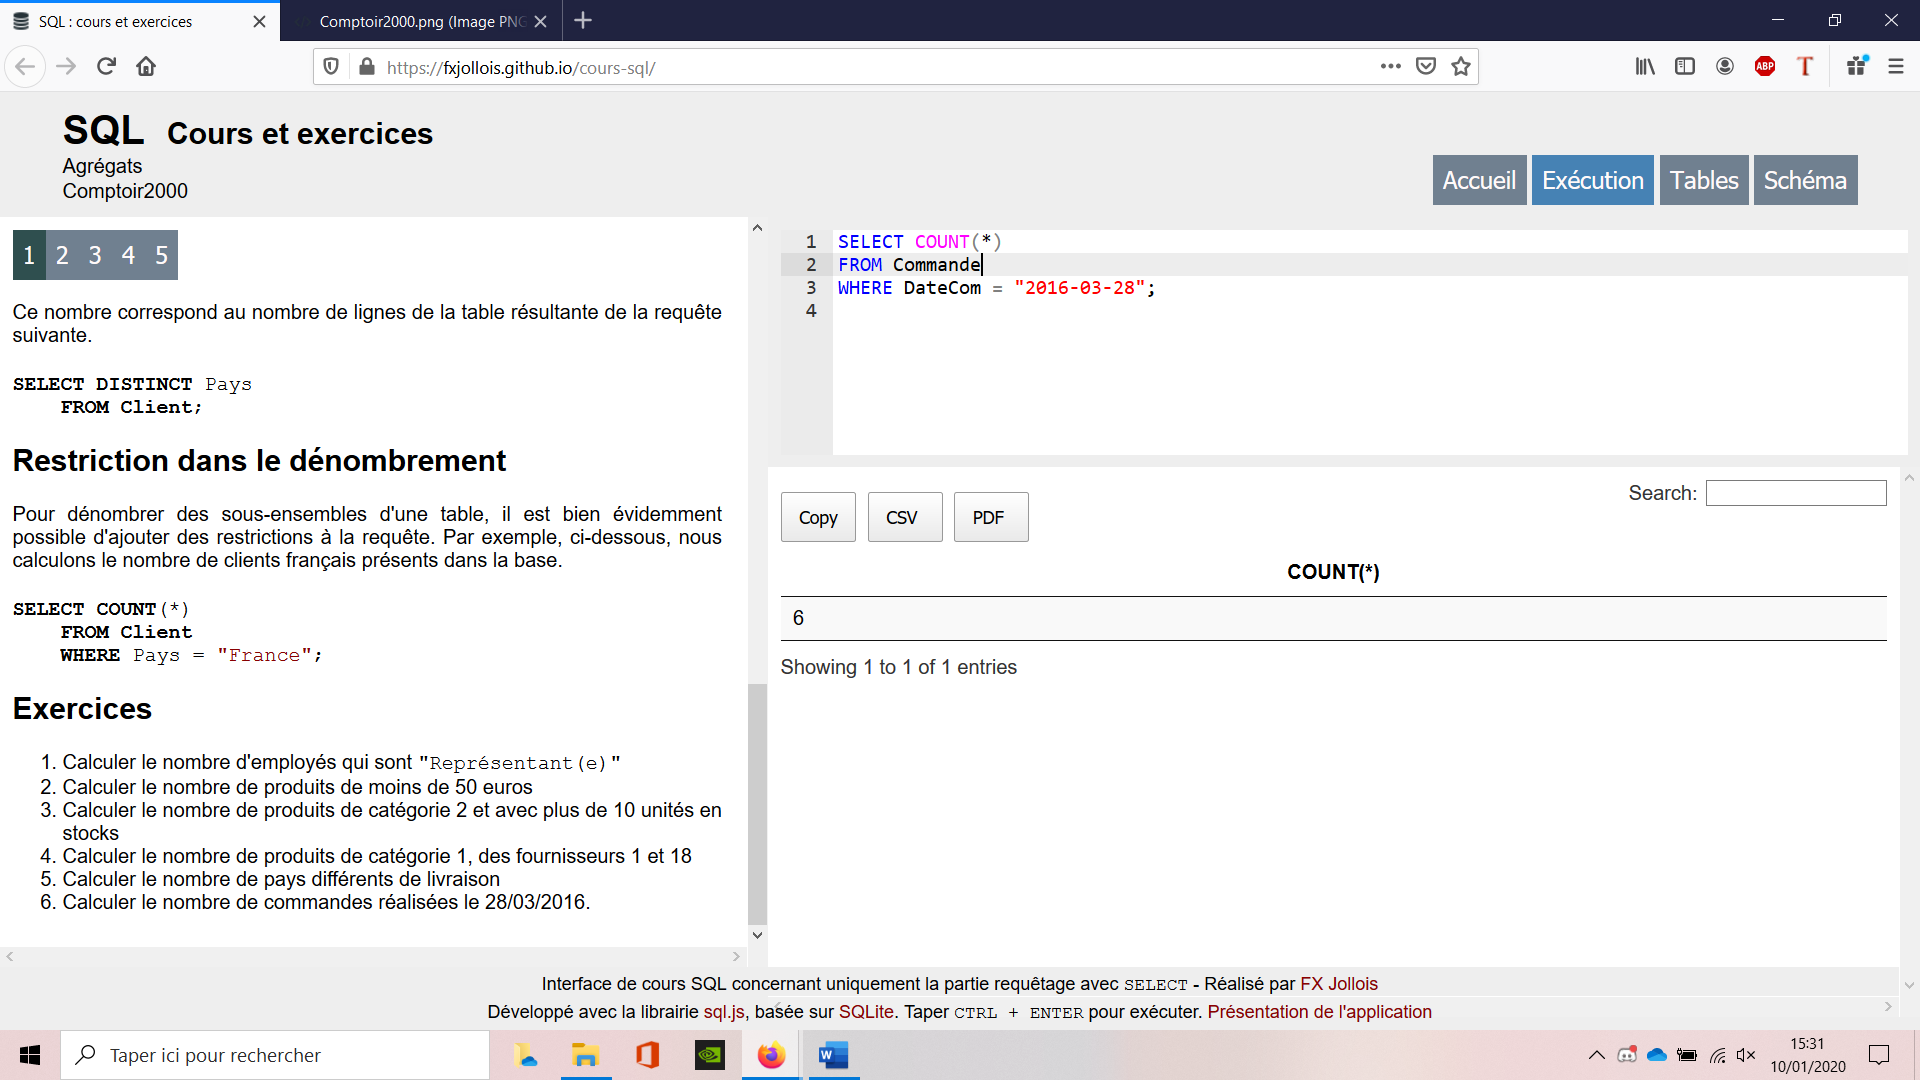 SQL : cours et exercices
Comptoir2000.png (Image PNG
https://fxjollois.github.io/cours-sql/
ABP
T
SQL Cours et exercices
Agrégats
Comptoir2000
Accueil Exécution Tables Schéma
1 2 3 4 5
Ce nombre correspond au nombre de lignes de la table résultante de la requête
suivante.
SELECT DISTINCT Pays
FROM Client;
Restriction dans le dénombrement
Pour dénombrer des sous-ensembles d'une table, il est bien évidemment
possible d'ajouter des restrictions à la requête. Par exemple, ci-dessous, nous
calculons le nombre de clients français présents dans la base.
SELECT COUNT(*)
FROM Client
WHERE Pays = "France";
Exercices
1. Calculer le nombre d'employés qui sont "Représentant(e)"
2. Calculer le nombre de produits de moins de 50 euros
3. Calculer le nombre de produits de catégorie 2 et avec plus de 10 unités en
stocks
4. Calculer le nombre de produits de catégorie 1, des fournisseurs 1 et 18
5. Calculer le nombre de pays différents de livraison
6. Calculer le nombre de commandes réalisées le 28/03/2016.
1 SELECT COUNT(*)
2 FROM Commande
3 WHERE DateCom = "2016-03-28";
4
Copy CSV PDF
Search:
COUNT(*)
6
Showing 1 to 1 of 1 entries
Interface de cours SQL concernant uniquement la partie requêtage avec SELECT - Réalisé par FX Jollois
Développé avec la librairie sql.js, basée sur SQLite. Taper CTRL + ENTER pour exécuter. Présentation de l'application
Taper ici pour rechercher
15:31
10/01/2020